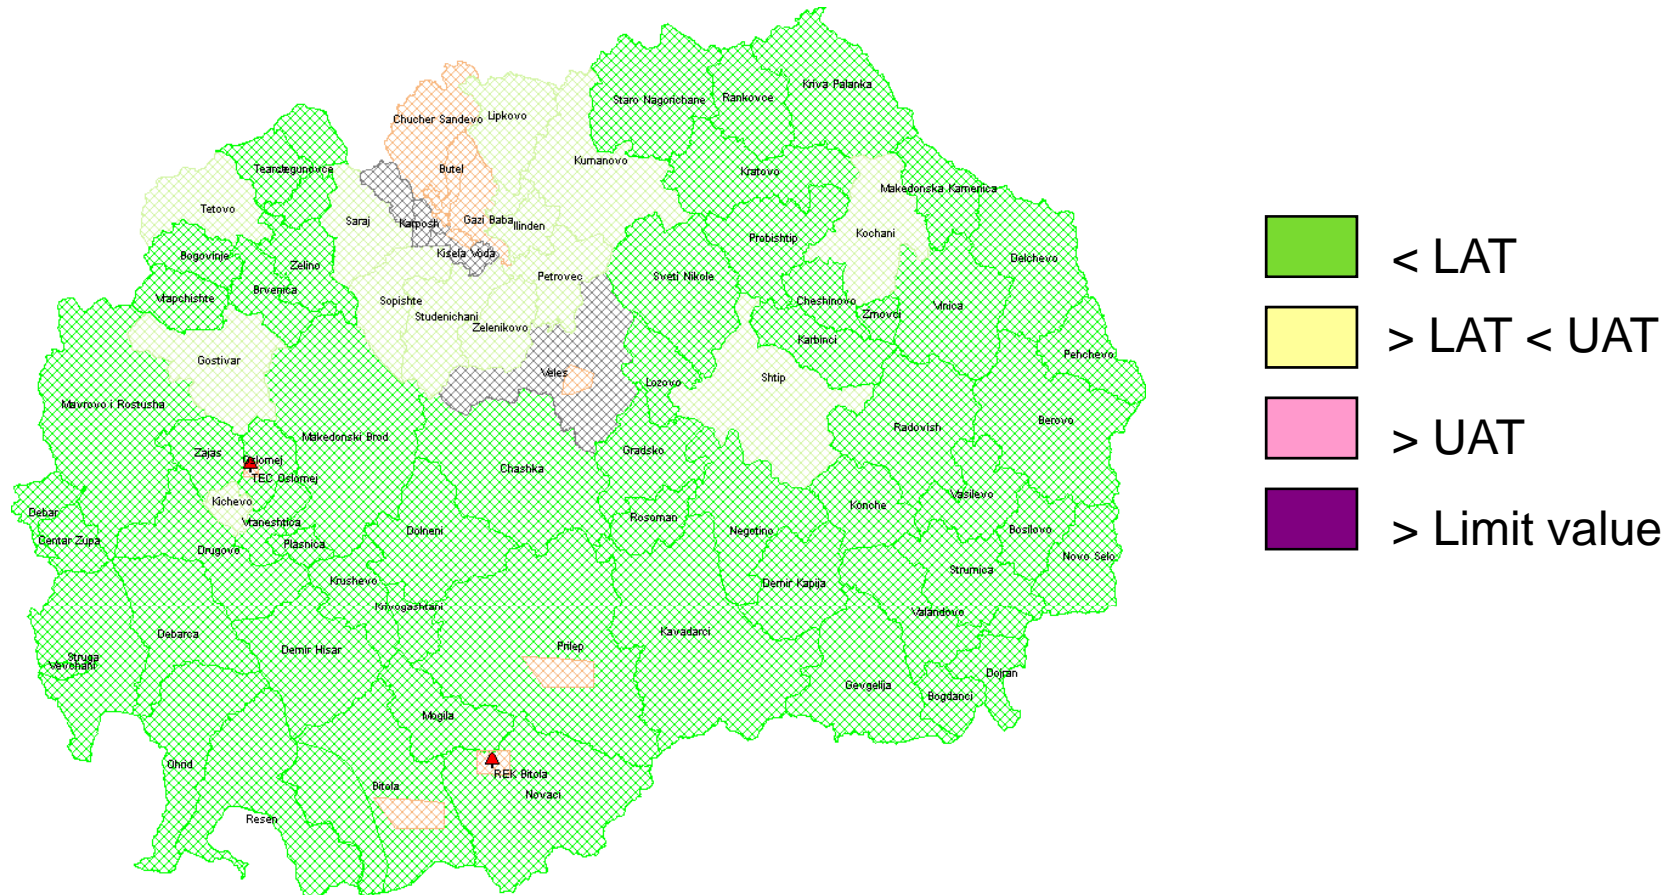 Kriva Palanka
Staro Nagorichane
Rankovce
Chucher Sandevo
Lipkovo
Kumanovo
Butel
Kratovo
Makedonska Kamenica
Tetovo
Saraj
Karposh
Gazi Baba
Ilinden
Kochani
Probishtip
Kisela Voda
Bogovinje
Zelino
Delchevo
Petrovec
Sveti Nikole
Brvenica
Vrapchishte
Sopishte
Cheshinovo
Vinica
Zrnovci
Studenichani
Zelenikovo
Karbinci
Pehchevo
Gostivar
Veles
Shtip
Lozovo
Mavrovo i Rostusha
Makedonski Brod
Berovo
Radovish
Zajas
Gradsko
Oslomej
Chashka
TEC Oslomej
Kichevo
Vasilevo
Konche
Debar
Vraneshtica
Rosoman
Centar Zupa
Drugovo
Plasnica
Dolneni
Negotino
Bosilovo
Novo Selo
Strumica
Krushevo
Demir Kapija
Krivogashtani
Valandovo
Debarca
Demir Hisar
Prilep
Kavadarci
Struga
Vevchani
Dojran
Gevgelija
Bogdanci
Mogila
Ohrid
REK Bitola
Bitola
Novaci
Resen
< LAT
> LAT < UAT
> UAT
> Limit value